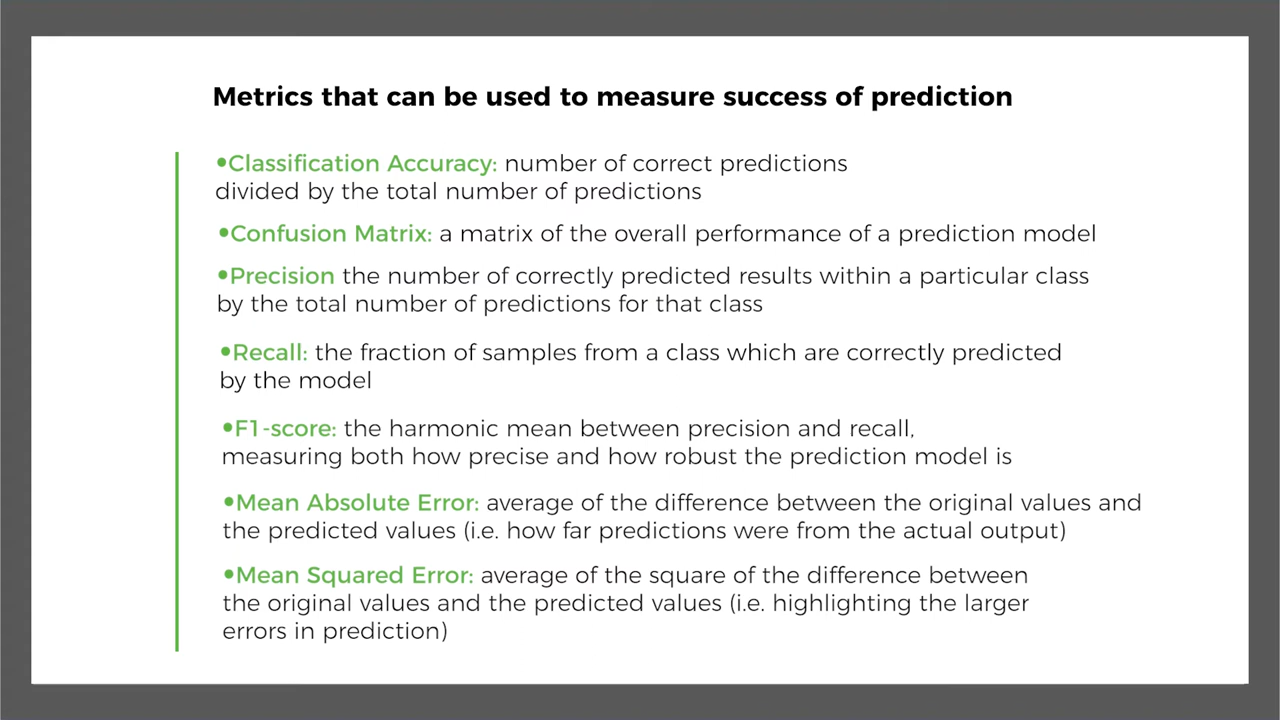 Metrics that can be used to measure success of prediction
•Classification Accuracy: number of correct predictions
divided by the total number of predictions
•Confusion Matrix: a matrix of the overall performance of a prediction model
•Precision the number of correctly predicted results within a particular class
by the total number of predictions for that class
•Recall: the fraction of samples from a class which are correctly predicted
by the model
•F1-score: the harmonic mean between precision and recall,
measuring both how precise and how robust the prediction model is
•Mean Absolute Error: average of the difference between the original values and
the predicted values (i.e. how far predictions were from the actual output)
•Mean Squared Error: average of the square of the difference between
the original values and the predicted values (i.e. highlighting the larger
errors in prediction)